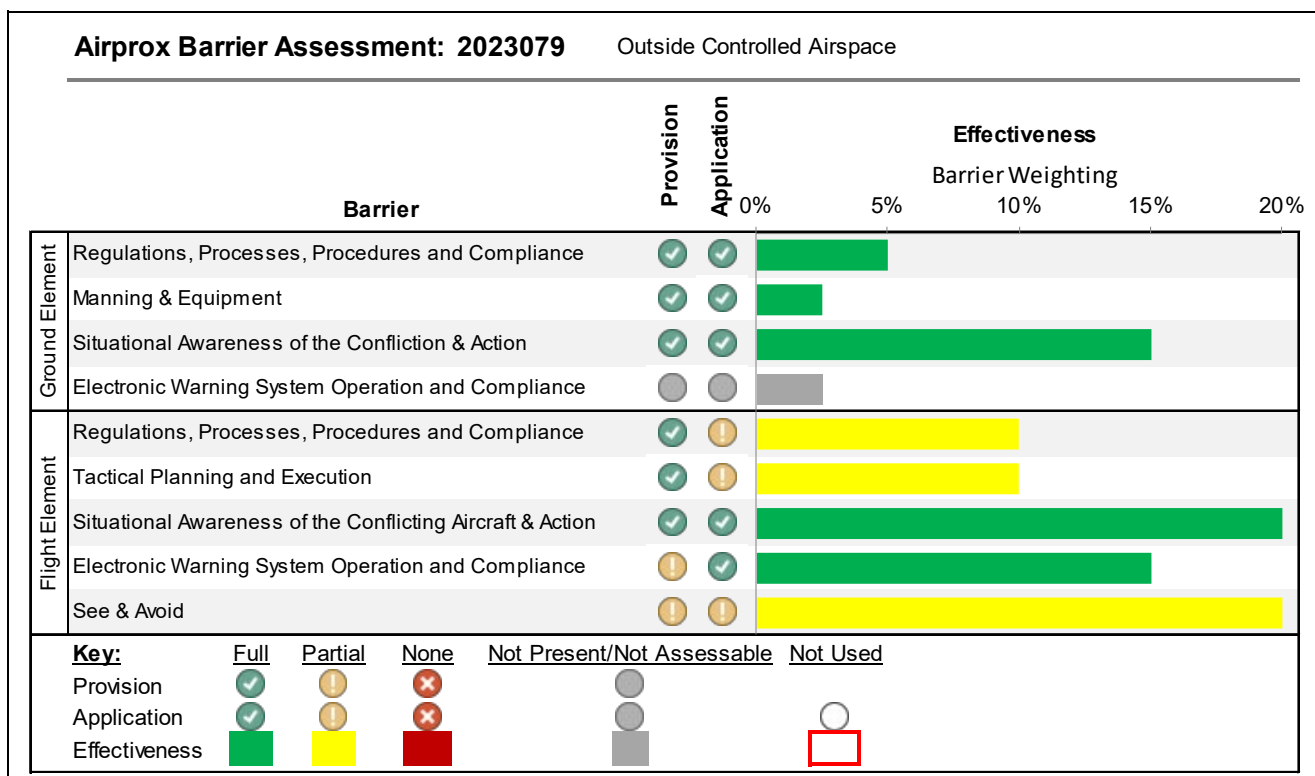 Airprox Barrier Assessment: 2023079 Outside Controlled Airspace
Provision
Application
Effectiveness
Barrier Weighting
Barrier
0% 5% 10% 15% 20%
Ground Element
Regulations, Processes, Procedures and Compliance
Manning & Equipment
Situational Awareness of the Confliction & Action
Electronic Warning System Operation and Compliance
Flight Element
Regulations, Processes, Procedures and Compliance
Tactical Planning and Execution
Situational Awareness of the Conflicting Aircraft & Action
Electronic Warning System Operation and Compliance
See & Avoid
Key: Full Partial None Not Present/Not Assessable Not Used
Provision
Application
Effectiveness